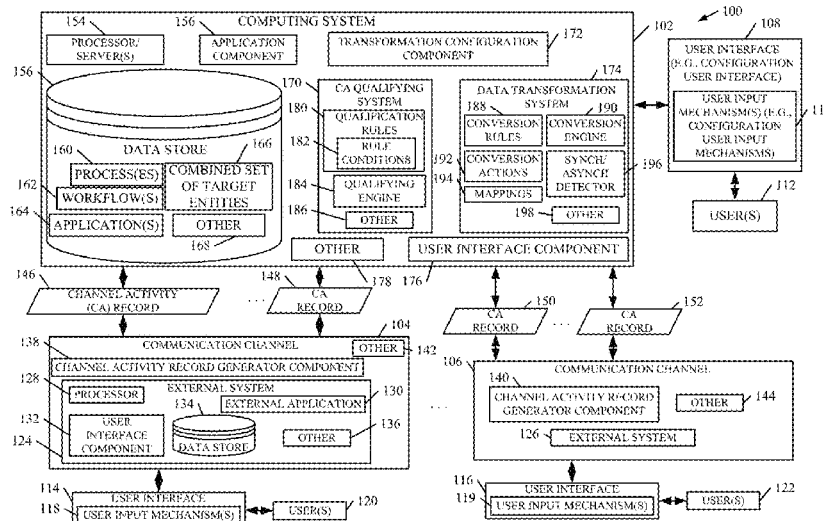 COMPUTING SYSTEM
100
154
PROCESSOR/
SERVER(S)
156
APPLICATION
COMPONENT
TRANSFORMATION CONFIGURATION
COMPONENT
172
102
108
USER INTERFACE
(E.G., CONFIGURATION
USER INTERFACE)
USER INPUT
MECHANISM(S) (E.G.,
CONFIGURATION
USER INPUT
MECHANISMS)
11
112
USER(S)
156
DATA STORE
160
PROCESS(ES)
162
WORKFLOW(S)
164
APPLICATION(S)
166
COMBINED SET
OF TARGET
ENTITIES
OTHER
168
170
CA QUALIFYING
SYSTEM
180
QUALIFICATION
RULES
182
RULE
CONDITIONS
184
QUALIFYING
ENGINE
186
OTHER
174
DATA TRANSFORMATION
SYSTEM
188
CONVERSION
RULES
190
CONVERSION
ENGINE
192
CONVERSION
ACTIONS
194
MAPPINGS
SYNCH/
ASYNCH
DETECTOR
196
198
OTHER
OTHER
178
USER INTERFACE COMPONENT
176
146
CHANNEL ACTIVITY
(CA) RECORD
. . .
148
CA
RECORD
150
CA
RECORD
. . .
152
CA
RECORD
104
COMMUNICATION CHANNEL
OTHER
142
138
CHANNEL ACTIVITY RECORD GENERATOR COMPONENT
EXTERNAL SYSTEM
128
PROCESSOR
130
EXTERNAL APPLICATION
132
USER
INTERFACE
COMPONENT
134
DATA STORE
136
OTHER
124
. . .
106
COMMUNICATION CHANNEL
140
CHANNEL ACTIVITY RECORD
GENERATOR COMPONENT
OTHER
144
126
EXTERNAL SYSTEM
114
USER INTERFACE
118
USER INPUT MECHANISM(S)
120
USER(S)
116
USER INTERFACE
119
USER INPUT MECHANISM(S)
122
USER(S)